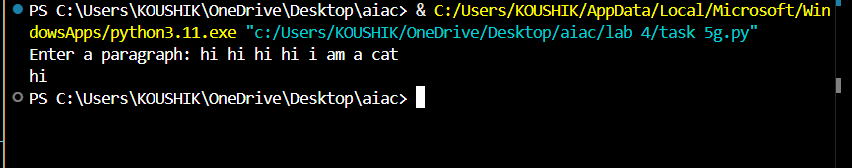 PS C:\Users\KOUSHIK\OneDrive\Desktop\aiac> & C:/Users/KOUSHIK/AppData/Local/Microsoft/Win
dowsApps/python3.11.exe "c:/Users/KOUSHIK/OneDrive/Desktop/aiac/lab 4/task 5g.py"
Enter a paragraph: hi hi hi hi i am a cat
hi
PS C:\Users\KOUSHIK\OneDrive\Desktop\aiac>